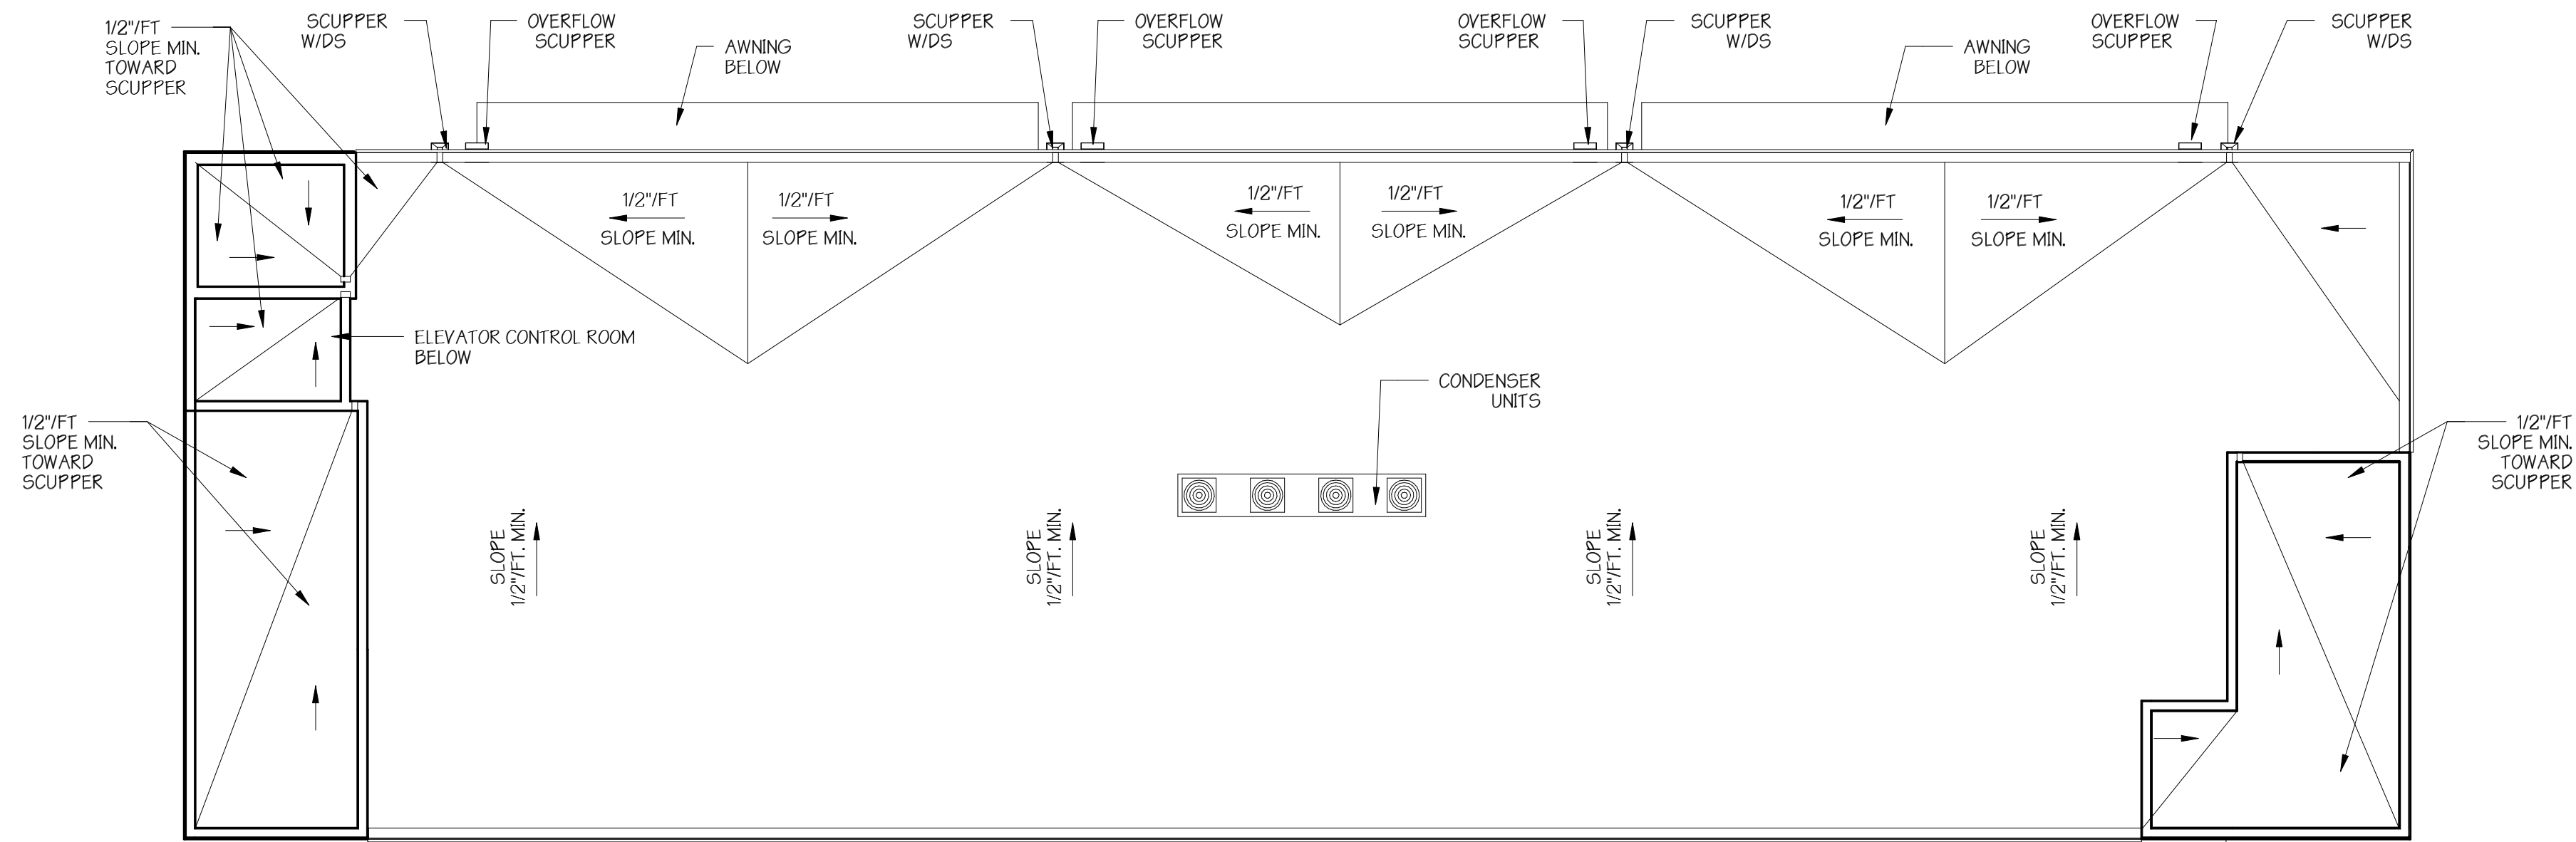 1/2"/FT
SLOPE MIN.
TOWARD
SCUPPER
SCUPPER
W/DS
OVERFLOW
SCUPPER
AWNING
BELOW
SCUPPER
W/DS
OVERFLOW
SCUPPER
OVERFLOW
SCUPPER
SCUPPER
W/DS
AWNING
BELOW
OVERFLOW
SCUPPER
SCUPPER
W/DS
1/2"/FT
SLOPE MIN.
1/2"/FT
SLOPE MIN.
1/2"/FT
SLOPE MIN.
1/2"/FT
SLOPE MIN.
1/2"/FT
SLOPE MIN.
1/2"/FT
SLOPE MIN.
ELEVATOR CONTROL ROOM
BELOW
CONDENSER
UNITS
1/2"/FT
SLOPE MIN.
TOWARD
SCUPPER
1/2"/FT
SLOPE MIN.
TOWARD
SCUPPER
SLOPE
1/2"/FT. MIN.
SLOPE
1/2"/FT. MIN.
SLOPE
1/2"/FT. MIN.
SLOPE
1/2"/FT. MIN.